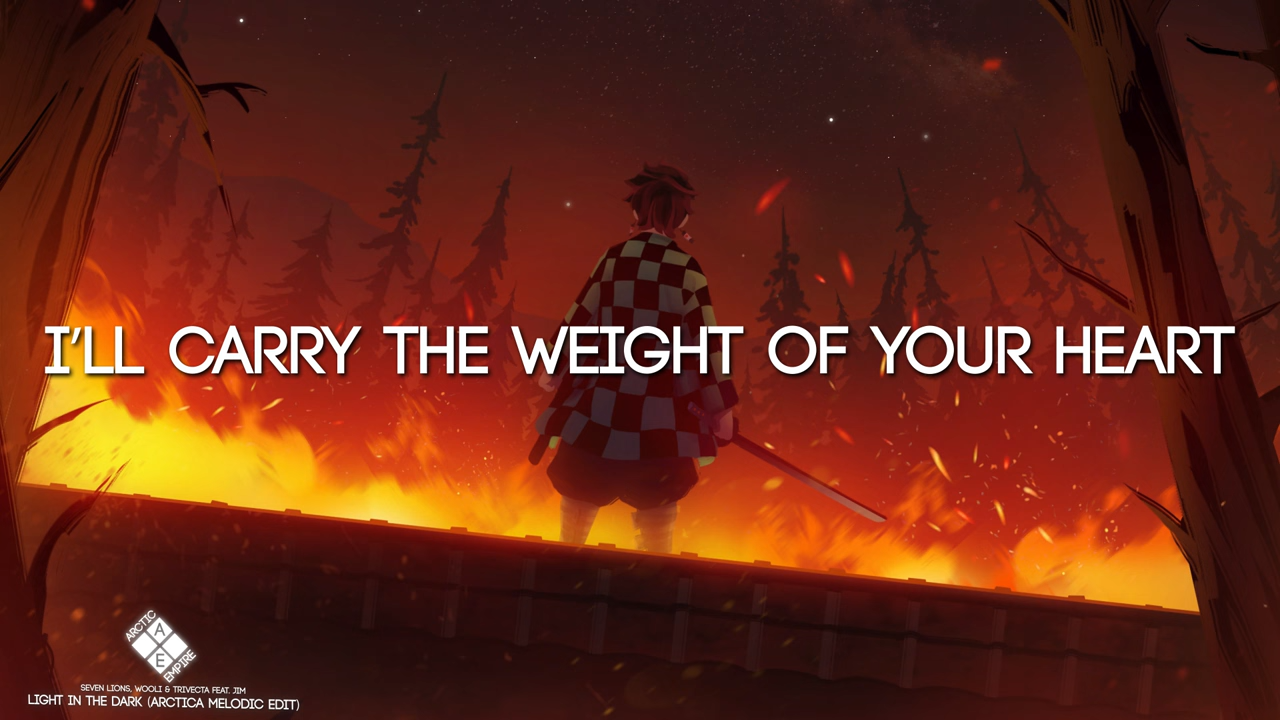 I'LL CARRY THE WEIGHT OF YOUR HEART
ARCTIC
A
E
EMPIRE
SEVEN LIONS, WOOLI & TRIVECTA FEAT. JIM
LIGHT IN THE DARK (ARCTICA MELODIC EDIT)